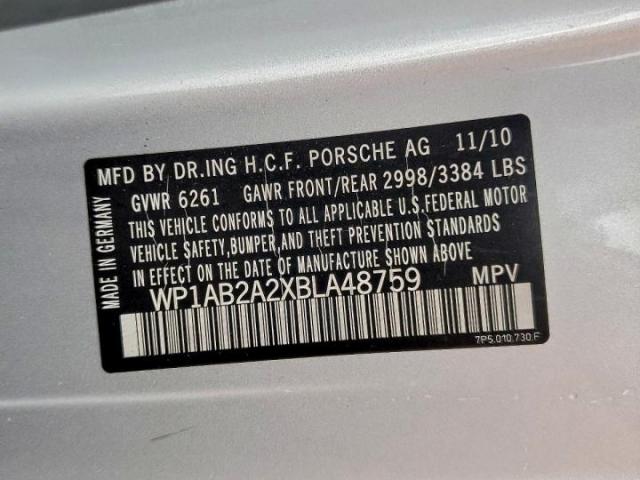 MFD BY DR.ING H.C.F. PORSCHE AG 11/10
GVWR 6261 GAWR FRONT/REAR 2998/3384 LBS
THIS VEHICLE CONFORMS TO ALL APPLICABLE U.S.FEDERAL MOTOR
VEHICLE SAFETY,BUMPER,AND THEFT PREVENTION STANDARDS
IN EFFECT ON THE DATE OF MANUFACTURE SHOWN ABOVE
WP1AB2A2XBLA48759 MPV
7P5.010.730.F
MADE IN GERMANY